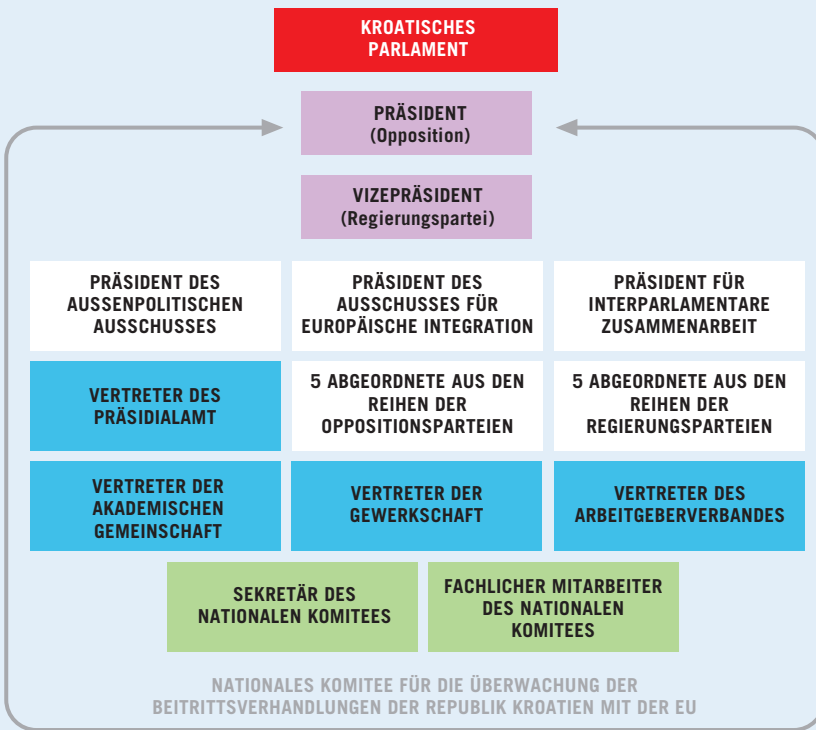 KROATISCHES
PARLAMENT
PRÄSIDENT
(Opposition)
VIZEPRÄSIDENT
(Regierungspartei)
PRÄSIDENT DES
AUSSENPOLITISCHEN
AUSSCHUSSES
PRÄSIDENT DES
AUSSCHUSSES FÜR
EUROPÄISCHE INTEGRATION
PRÄSIDENT FÜR
INTERPARLAMENTARE
ZUSAMMENARBEIT
VERTRETER DES
PRÄSIDIALAMT
5 ABGEORDNETE AUS DEN
REIHEN DER
OPPOSITIONSPARTEIEN
5 ABGEORDNETE AUS DEN
REIHEN DER
REGIERUNGSPARTEIEN
VERTRETER DER
AKADEMISCHEN
GEMEINSCHAFT
VERTRETER DER
GEWERKSCHAFT
VERTRETER DES
ARBEITGEBERVERBANDES
SEKRETÄR DES
NATIONALEN KOMITEES
FACHLICHER MITARBEITER
DES NATIONALEN
KOMITEES
NATIONALES KOMITEE FÜR DIE ÜBERWACHUNG DER
BEITRITTSVERHANDLUNGEN DER REPUBLIK KROATIEN MIT DER EU